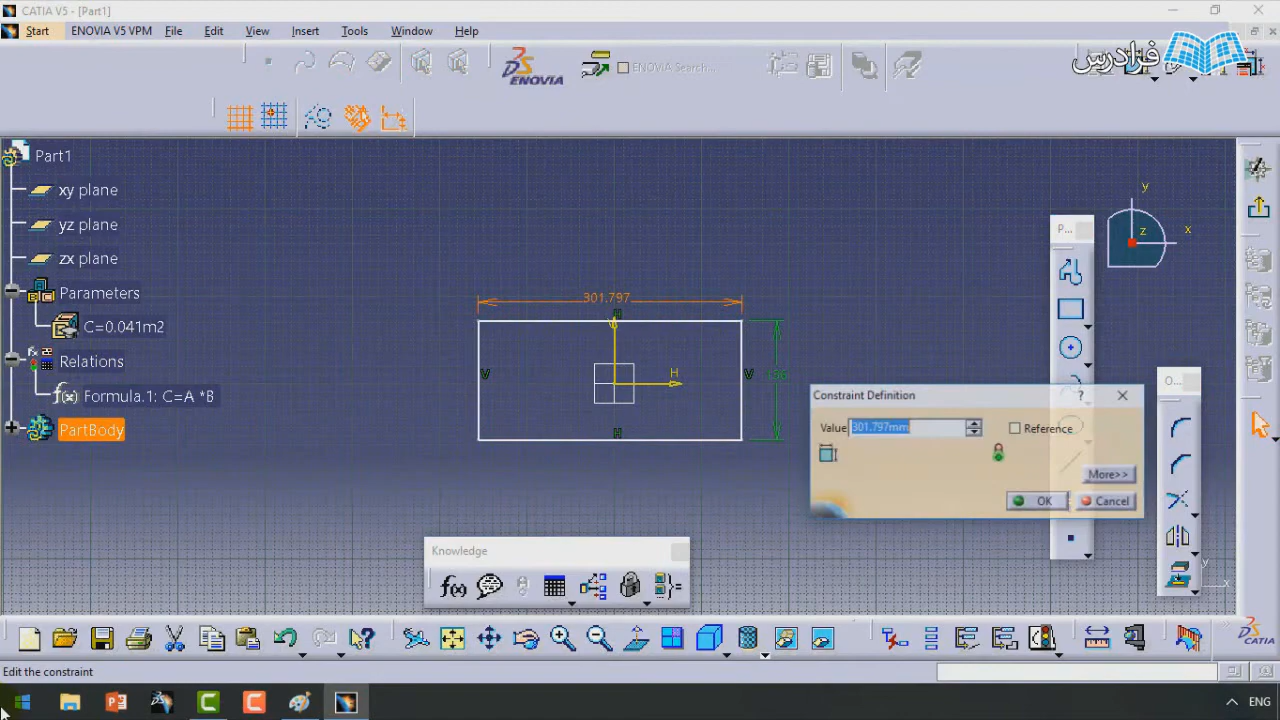 CATIA V5 - [Part1]
Start ENOVIA V5 VPM File Edit View Insert Tools Window Help
فرادرس
ENOVIA
ENOVIA Search...
Part1
xy plane
yz plane
zx plane
Parameters
C=0.041m2
Relations
f(x) Formula.1: C=A *B
PartBody
301.797
H
V
H
V
H
y
x
z
P...
O...
Constraint Definition
? 
Value 301.797mm
Reference
More>>
OK Cancel
Knowledge
f(x)
y
x
CATIA
Edit the constraint
ENG